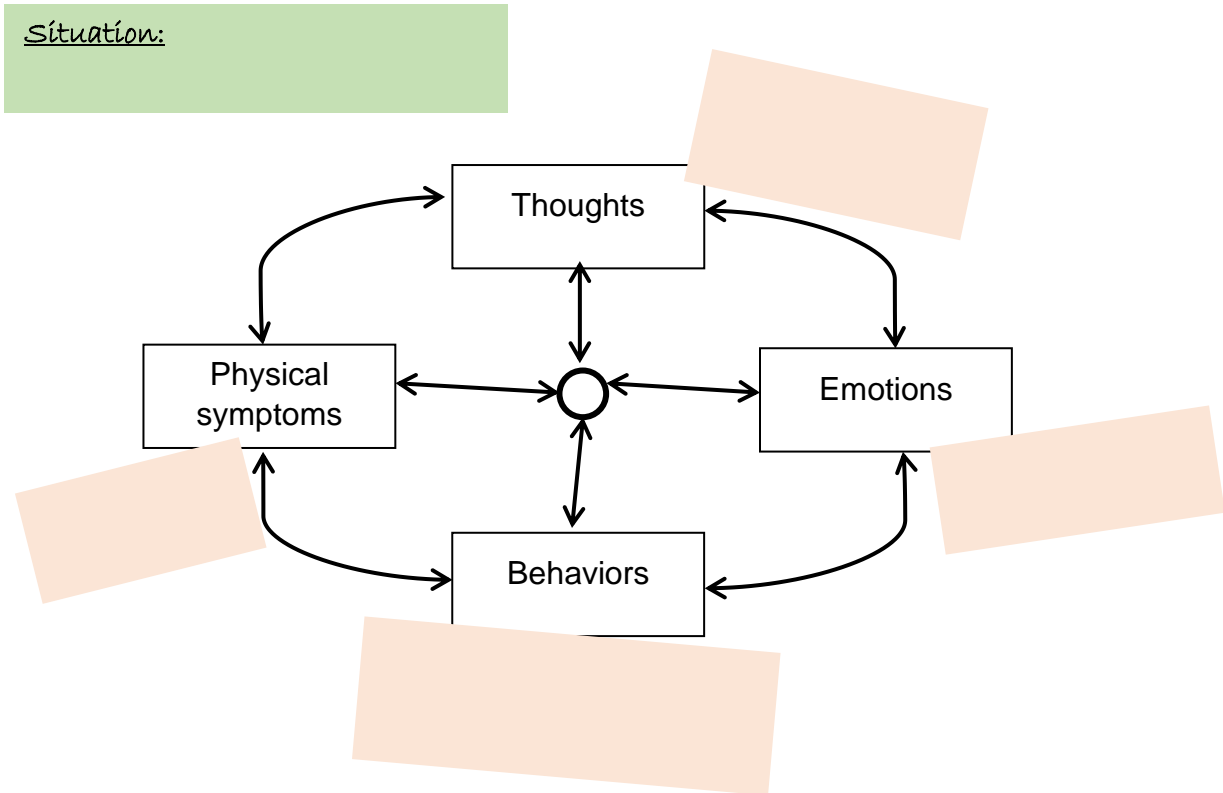 Situation:
Thoughts
Physical
symptoms
Emotions
Behaviors